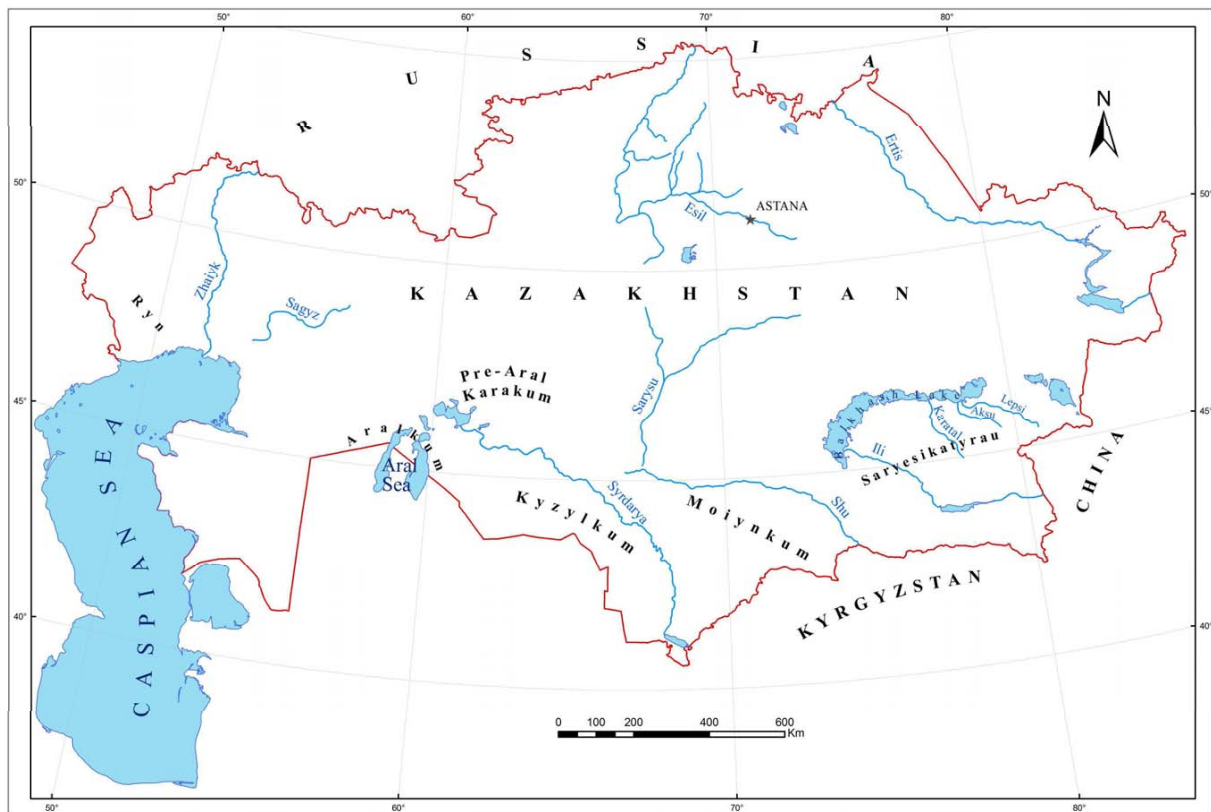 50°
60°
70°
80°
RUSSIA
N
Ertis
50°
50°
ASTANA
Esil
Zhaiyk
KAZAKHSTAN
Ryn
Sagyz
Pre-Aral
Karakum
Sarysu
Balkhash Lake
Lepsi
Aksu
Karatal
45°
45°
Aralkum
Aral
Sea
Ili
Saryesikatyrau
CHINA
CASPIAN SEA
Syrdarya
Kyzylkum
Moiynkum
Shu
KYRGYZSTAN
40°
40°
0 100 200 400 600
Km
50°
60°
70°
80°